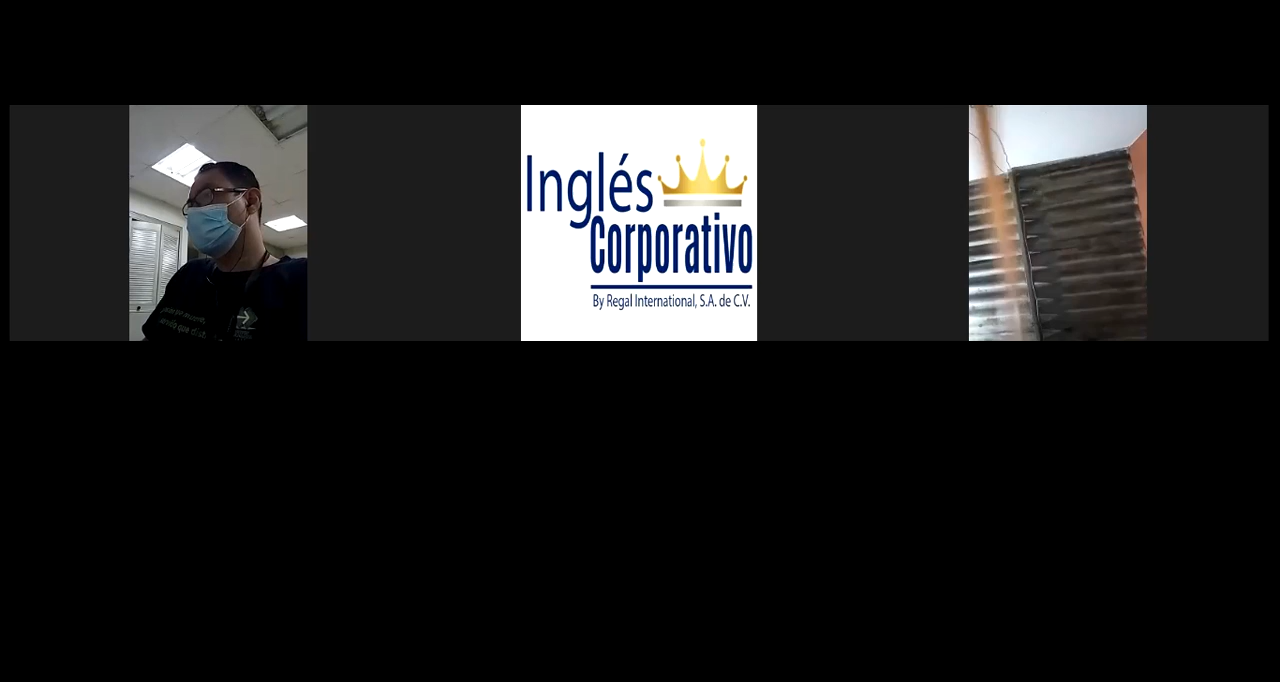 Inglés
Corporativo
By Regal International, S.A. de C.V.